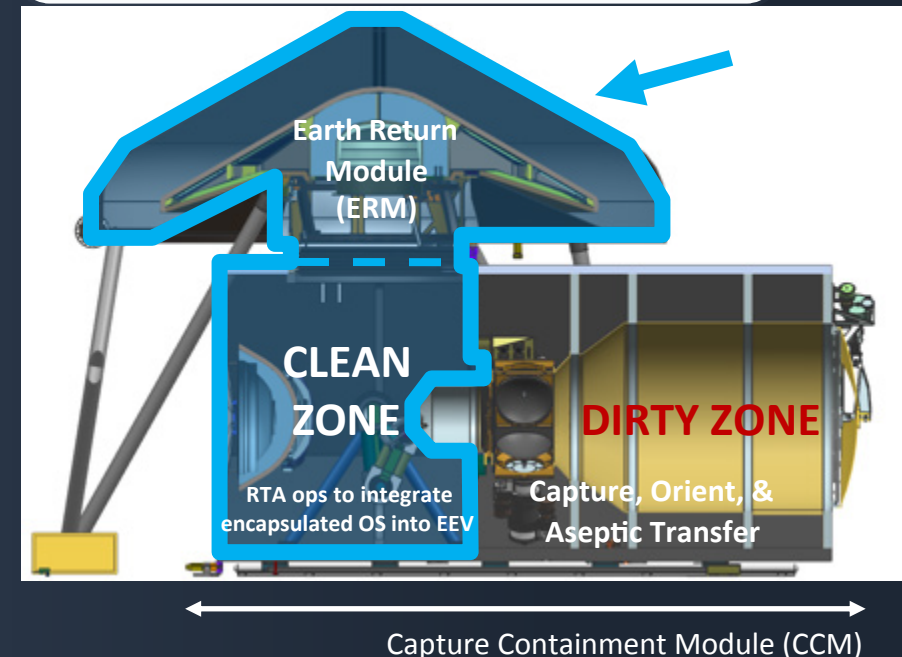 Earth Return
Module
(ERM)
CLEAN
ZONE
RTA ops to integrate
encapsulated OS into EEV
DIRTY ZONE
Capture, Orient, &
Aseptic Transfer
Capture Containment Module (CCM)